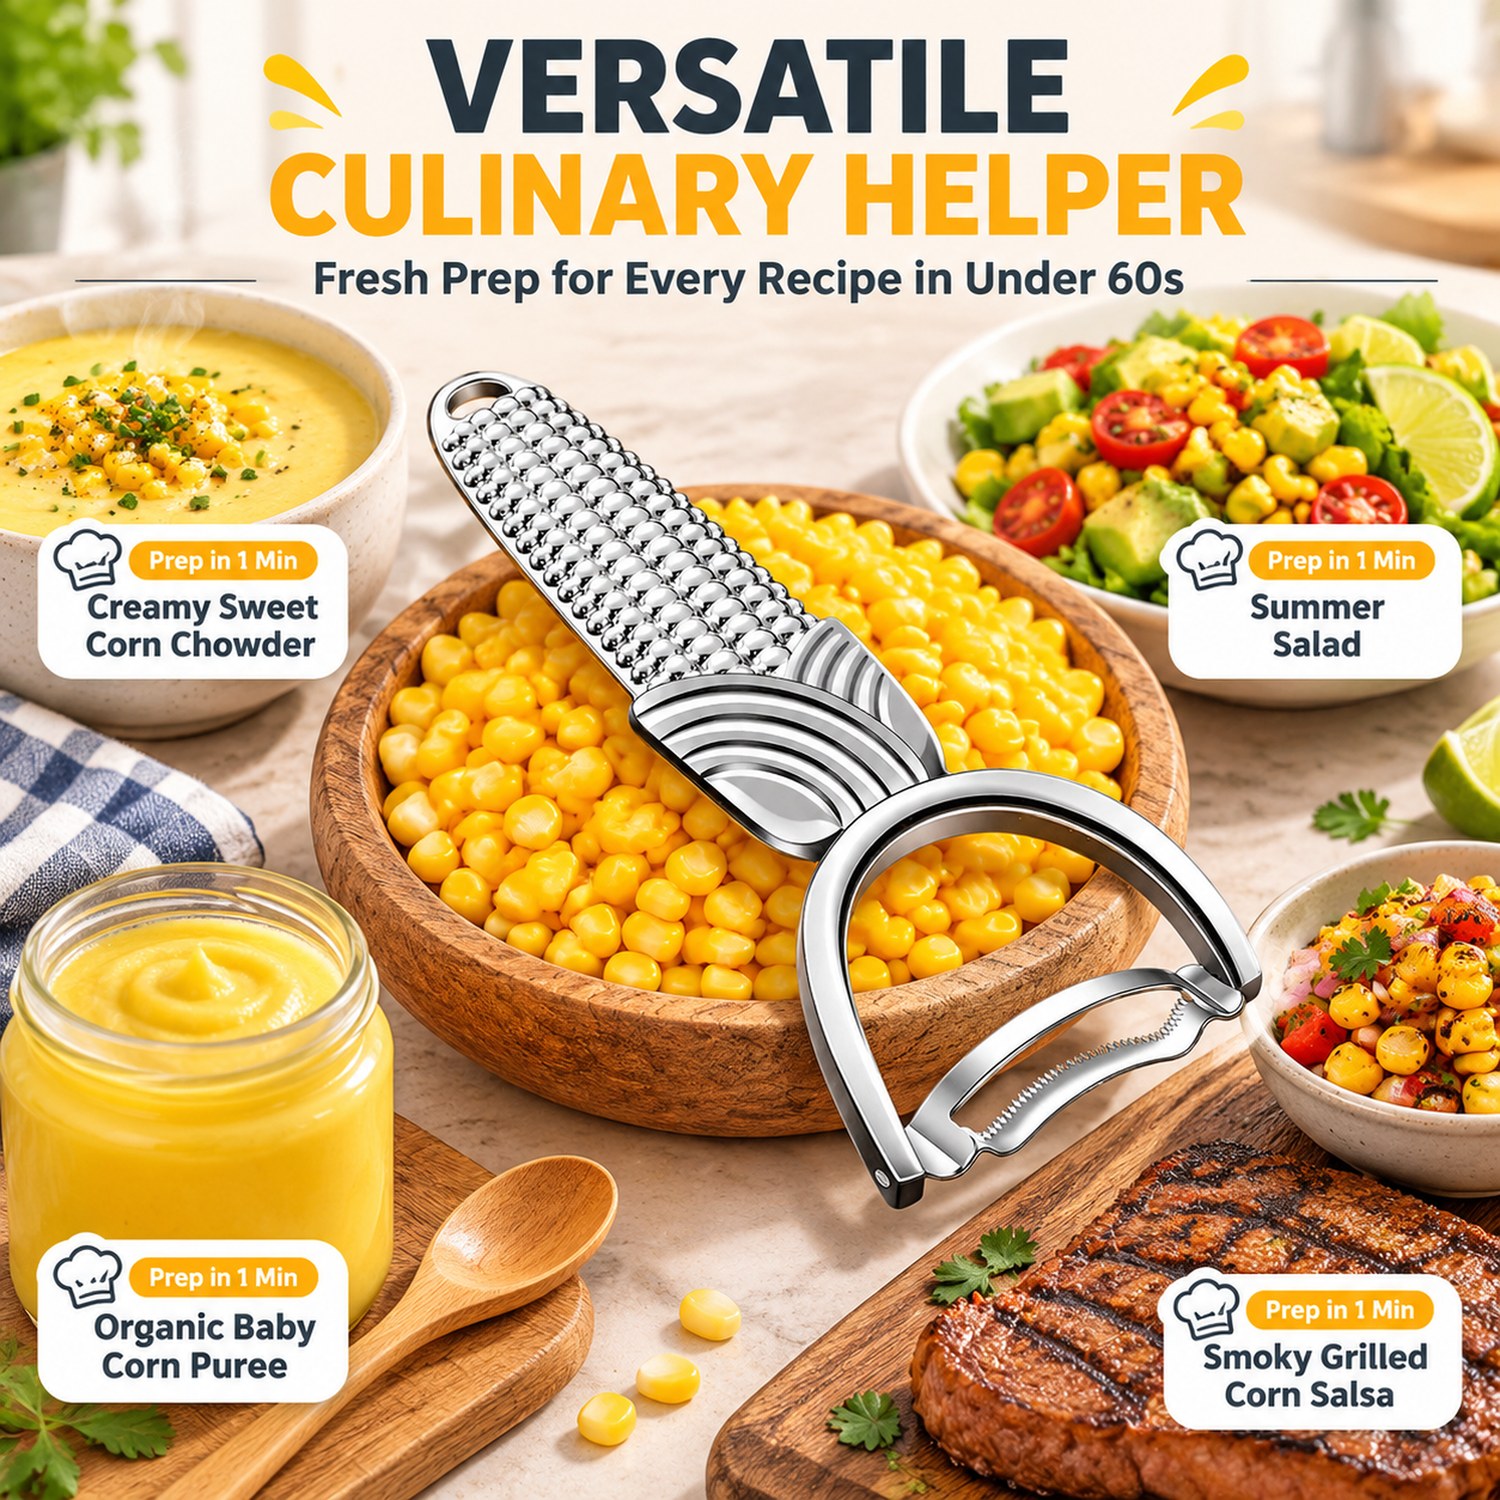 VERSATILE
CULINARY HELPER
Fresh Prep for Every Recipe in Under 60s
Prep in 1 Min
Creamy Sweet
Corn Chowder
Prep in 1 Min
Summer
Salad
Prep in 1 Min
Organic Baby
Corn Puree
Prep in 1 Min
Smoky Grilled
Corn Salsa